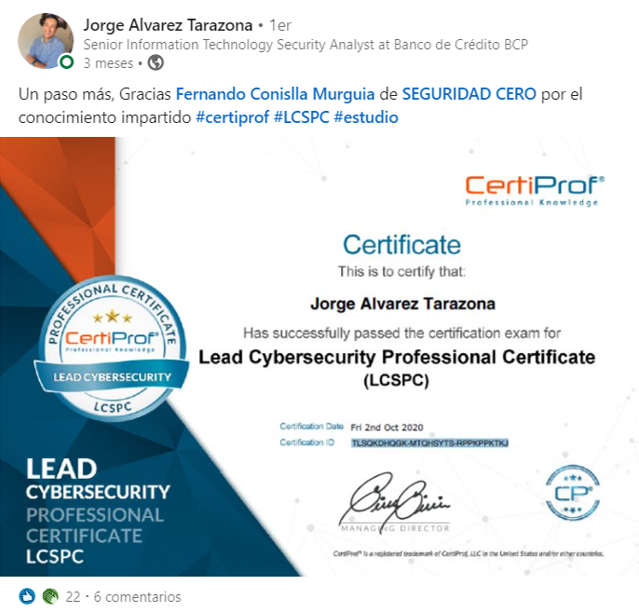 Jorge Alvarez Tarazona • 1er
Senior Information Technology Security Analyst at Banco de Crédito BCP
3 meses •
Un paso más, Gracias Fernando Conislla Murguia de SEGURIDAD CERO por el
conocimiento impartido #certiprof #LCSPC #estudio
CertiProf®
Professional Knowledge
Certificate
This is to certify that:
Jorge Alvarez Tarazona
Has successfully passed the certification exam for
Lead Cybersecurity Professional Certificate
(LCSPC)
PROFESSIONAL CERTIFICATE
CertiProf®
Professional Knowledge
LEAD CYBERSECURITY
LCSPC
Certification Date Fri 2nd Oct 2020
Certification ID TLSQKDHQGK-MTQHSYTS-RPPKPPKTKJ
LEAD
CYBERSECURITY
PROFESSIONAL
CERTIFICATE
LCSPC
MANAGING DIRECTOR
CP
CertiProf® is a registered trademark of CertiProf, LLC in the United States and/or other countries.
22 • 6 comentarios